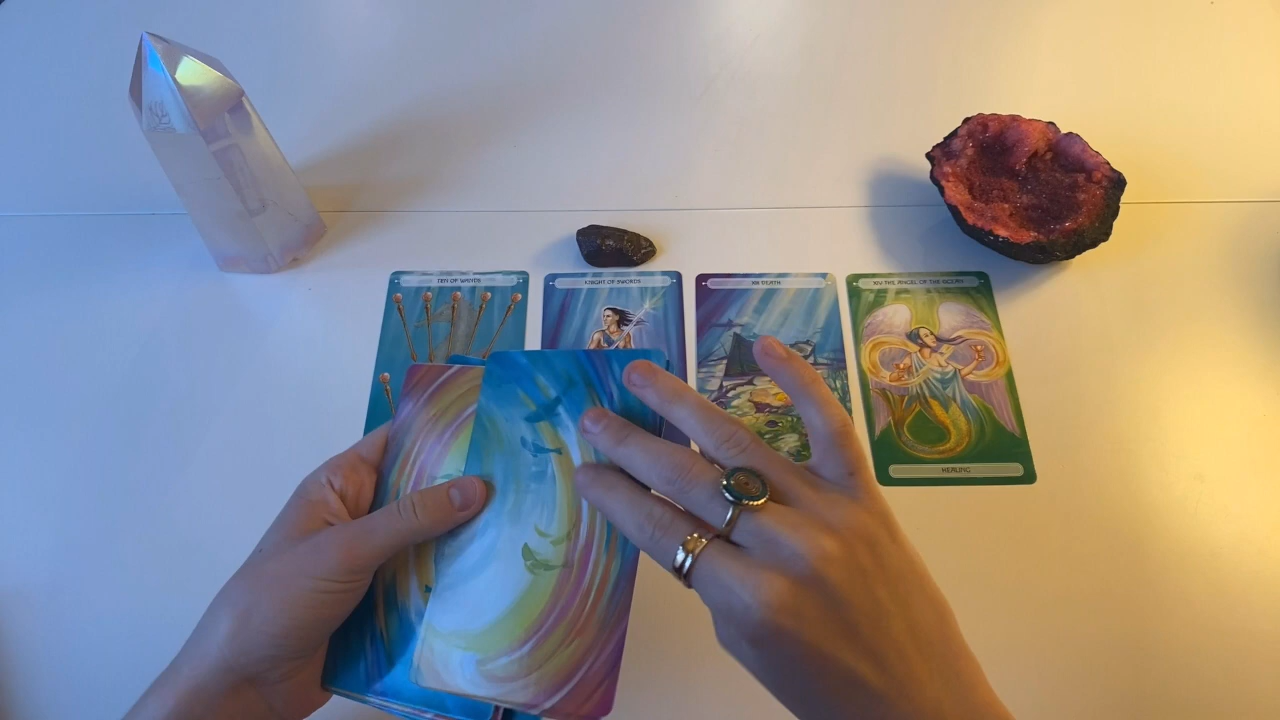 TEN OF WANDS
KNIGHT OF SWORDS
XIII DEATH
XIV THE ANGEL OF THE OCEAN
HEALING